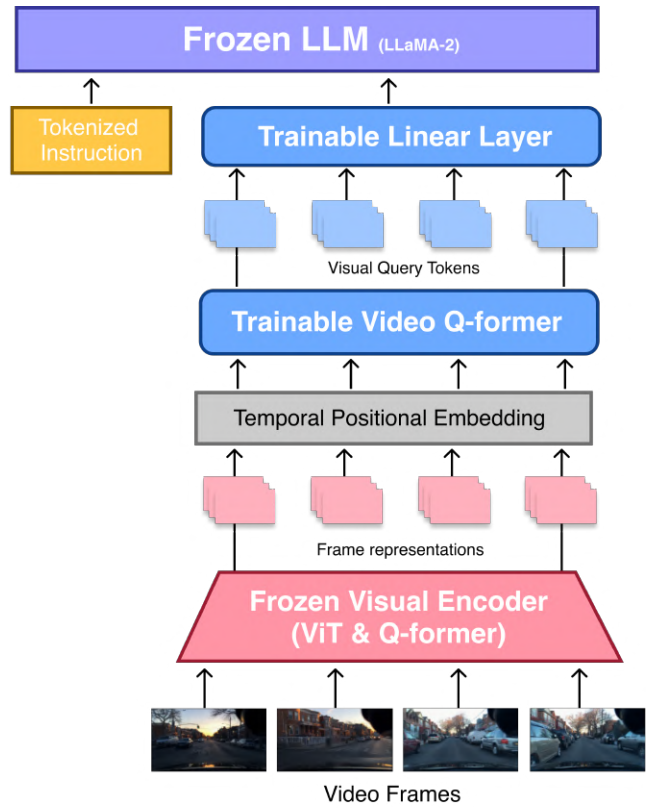 Frozen LLM (LLaMA-2)
Tokenized
Instruction
Trainable Linear Layer
Visual Query Tokens
Trainable Video Q-former
Temporal Positional Embedding
Frame representations
Frozen Visual Encoder
(ViT & Q-former)
Video Frames